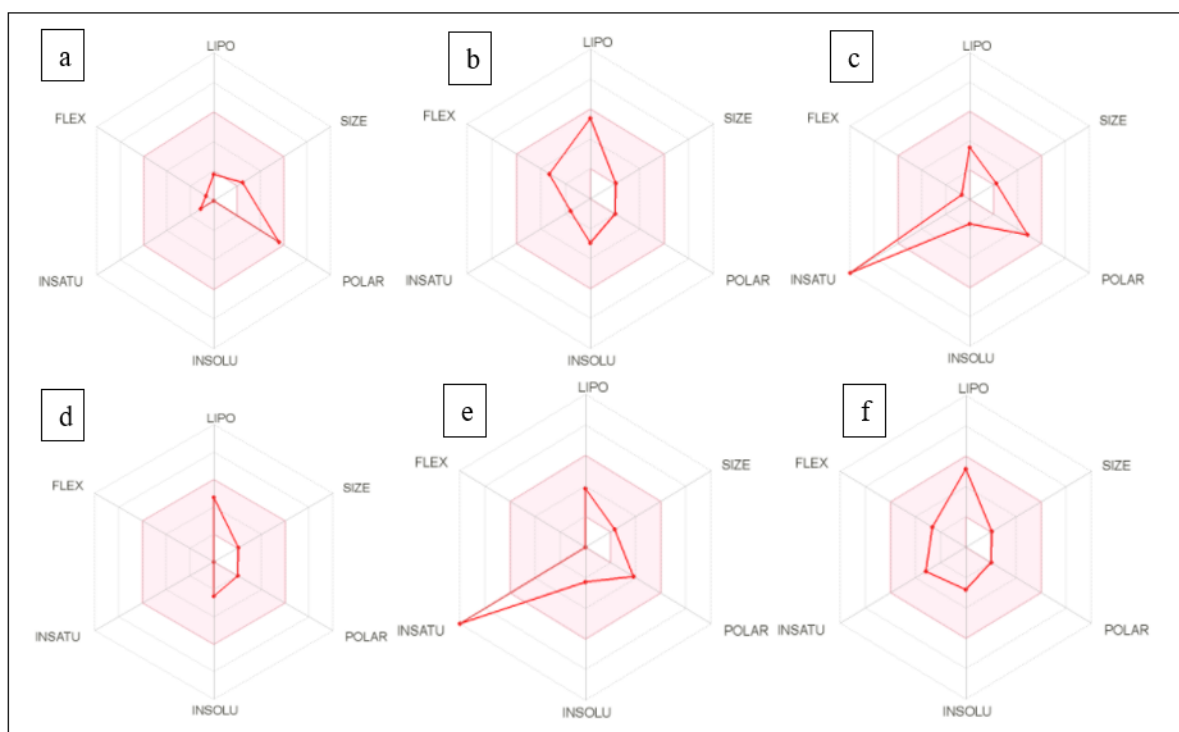 a
LIPO
FLEX
SIZE
INSATU
POLAR
INSOLU
b
LIPO
FLEX
SIZE
INSATU
POLAR
INSOLU
c
LIPO
FLEX
SIZE
INSATU
POLAR
INSOLU
d
LIPO
FLEX
SIZE
INSATU
POLAR
INSOLU
e
LIPO
FLEX
SIZE
INSATU
POLAR
INSOLU
f
LIPO
FLEX
SIZE
INSATU
POLAR
INSOLU